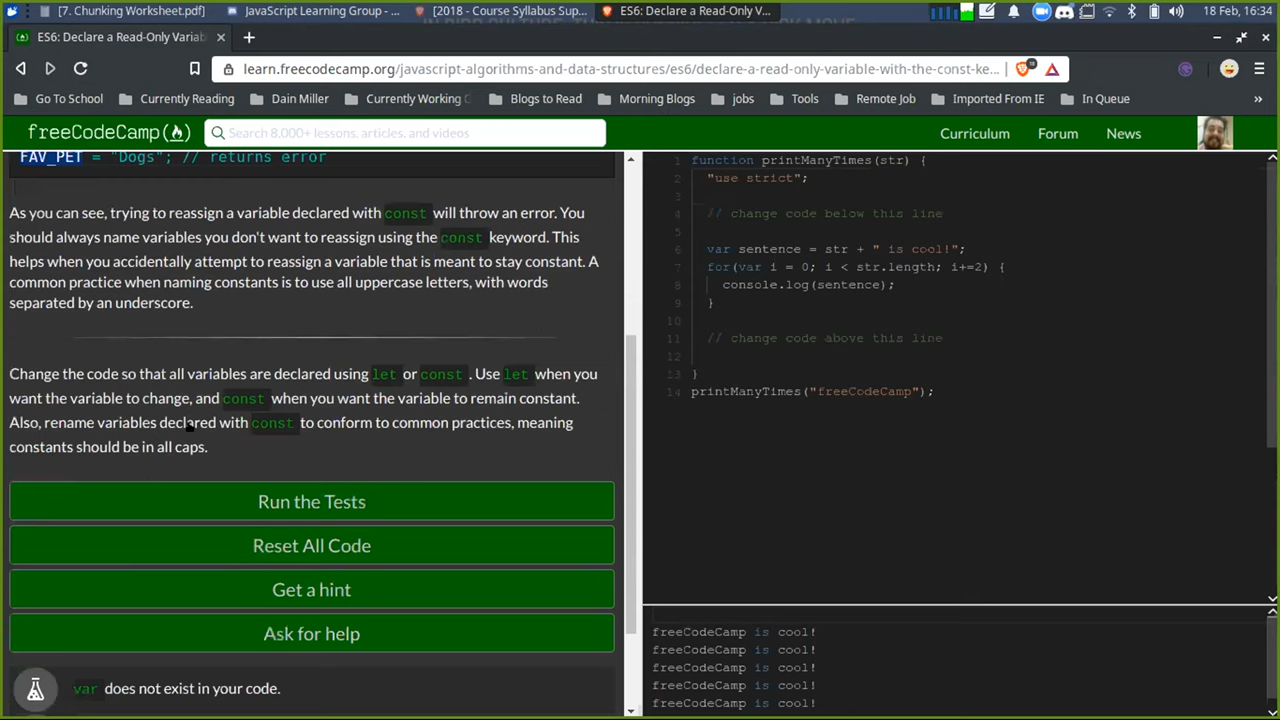 7. Chunking Worksheet.pdf]
JavaScript Learning Group - ...
[2018 - Course Syllabus Sup...
ES6: Declare a Read-Only V...
18 Feb, 16:34
ES6: Declare a Read-Only Variab
learn.freecodecamp.org/javascript-algorithms-and-data-structures/es6/declare-a-read-only-variable-with-the-const-ke...
18
Go To School
Currently Reading
Dain Miller
Currently Working
Blogs to Read
Morning Blogs
jobs
Tools
Remote Job
Imported From IE
In Queue
»
freeCodeCamp
Search 8,000+ lessons, articles, and videos
Curriculum
Forum
News
FAV_PET = "Dogs"; // returns error
As you can see, trying to reassign a variable declared with const will throw an error. You
should always name variables you don't want to reassign using the const keyword. This
helps when you accidentally attempt to reassign a variable that is meant to stay constant. A
common practice when naming constants is to use all uppercase letters, with words
separated by an underscore.
Change the code so that all variables are declared using let or const . Use let when you
want the variable to change, and const when you want the variable to remain constant.
Also, rename variables declared with const to conform to common practices, meaning
constants should be in all caps.
Run the Tests
Reset All Code
Get a hint
Ask for help
var does not exist in your code.
1 function printManyTimes(str) {
2 "use strict";
3
4 // change code below this line
5
6 var sentence = str + " is cool!";
7 for(var i = 0; i < str.length; i+=2) {
8 console.log(sentence);
9 }
10
11 // change code above this line
12
13 }
14 printManyTimes("freeCodeCamp");
freeCodeCamp is cool!
freeCodeCamp is cool!
freeCodeCamp is cool!
freeCodeCamp is cool!
freeCodeCamp is cool!